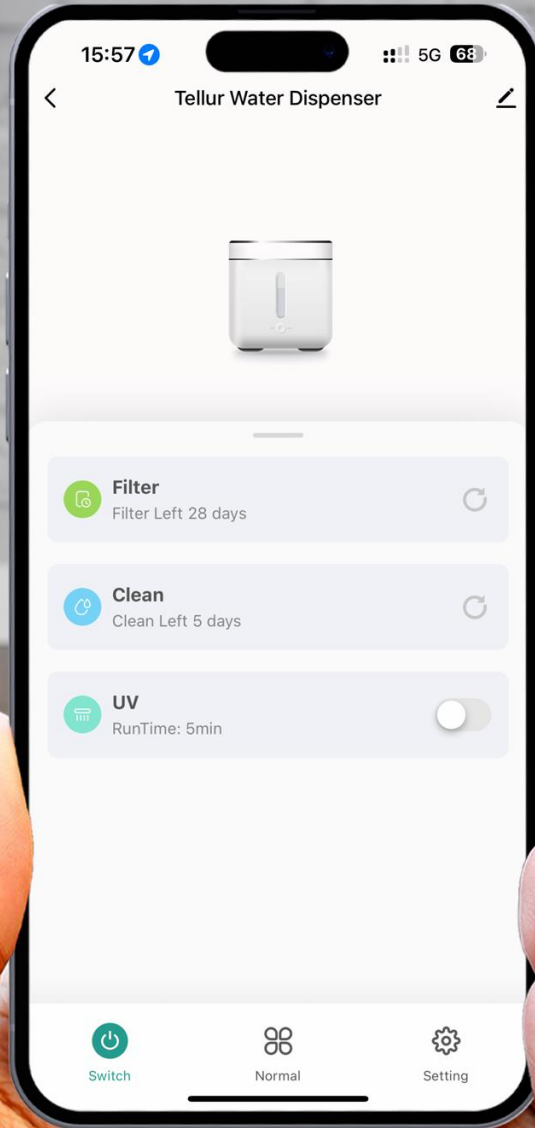 15:57
5G 68
Tellur Water Dispenser
Filter
Filter Left 28 days
Clean
Clean Left 5 days
UV
RunTime: 5min
Switch
Normal
Setting